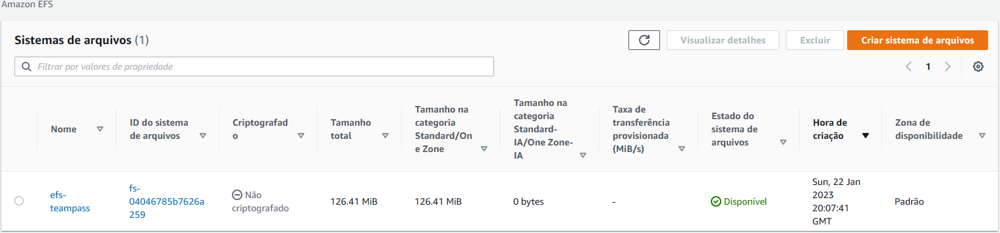 Amazon EFS
Sistemas de arquivos (1)
Visualizar detalhes
Excluir
Criar sistema de arquivos
Filtrar por valores de propriedade
1
Nome
ID do sistema
de arquivos
Criptografad
o
Tamanho
total
Tamanho na
categoria
Standard/On
e Zone
Tamanho na
categoria
Standard-
IA/One Zone-
IA
Taxa de
transferência
provisionada
(MiB/s)
Estado do
sistema de
arquivos
Hora de
criação
Zona de
disponibilidade
efs-
teampass
fs-
04046785b7626a
259
Não
criptografado
126.41 MiB
126.41 MiB
0 bytes
-
Disponível
Sun, 22 Jan
2023
20:07:41
GMT
Padrão